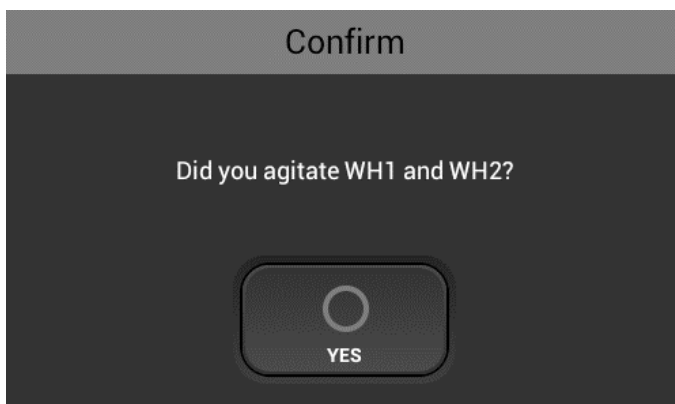 Confirm
Did you agitate WH1 and WH2?
YES